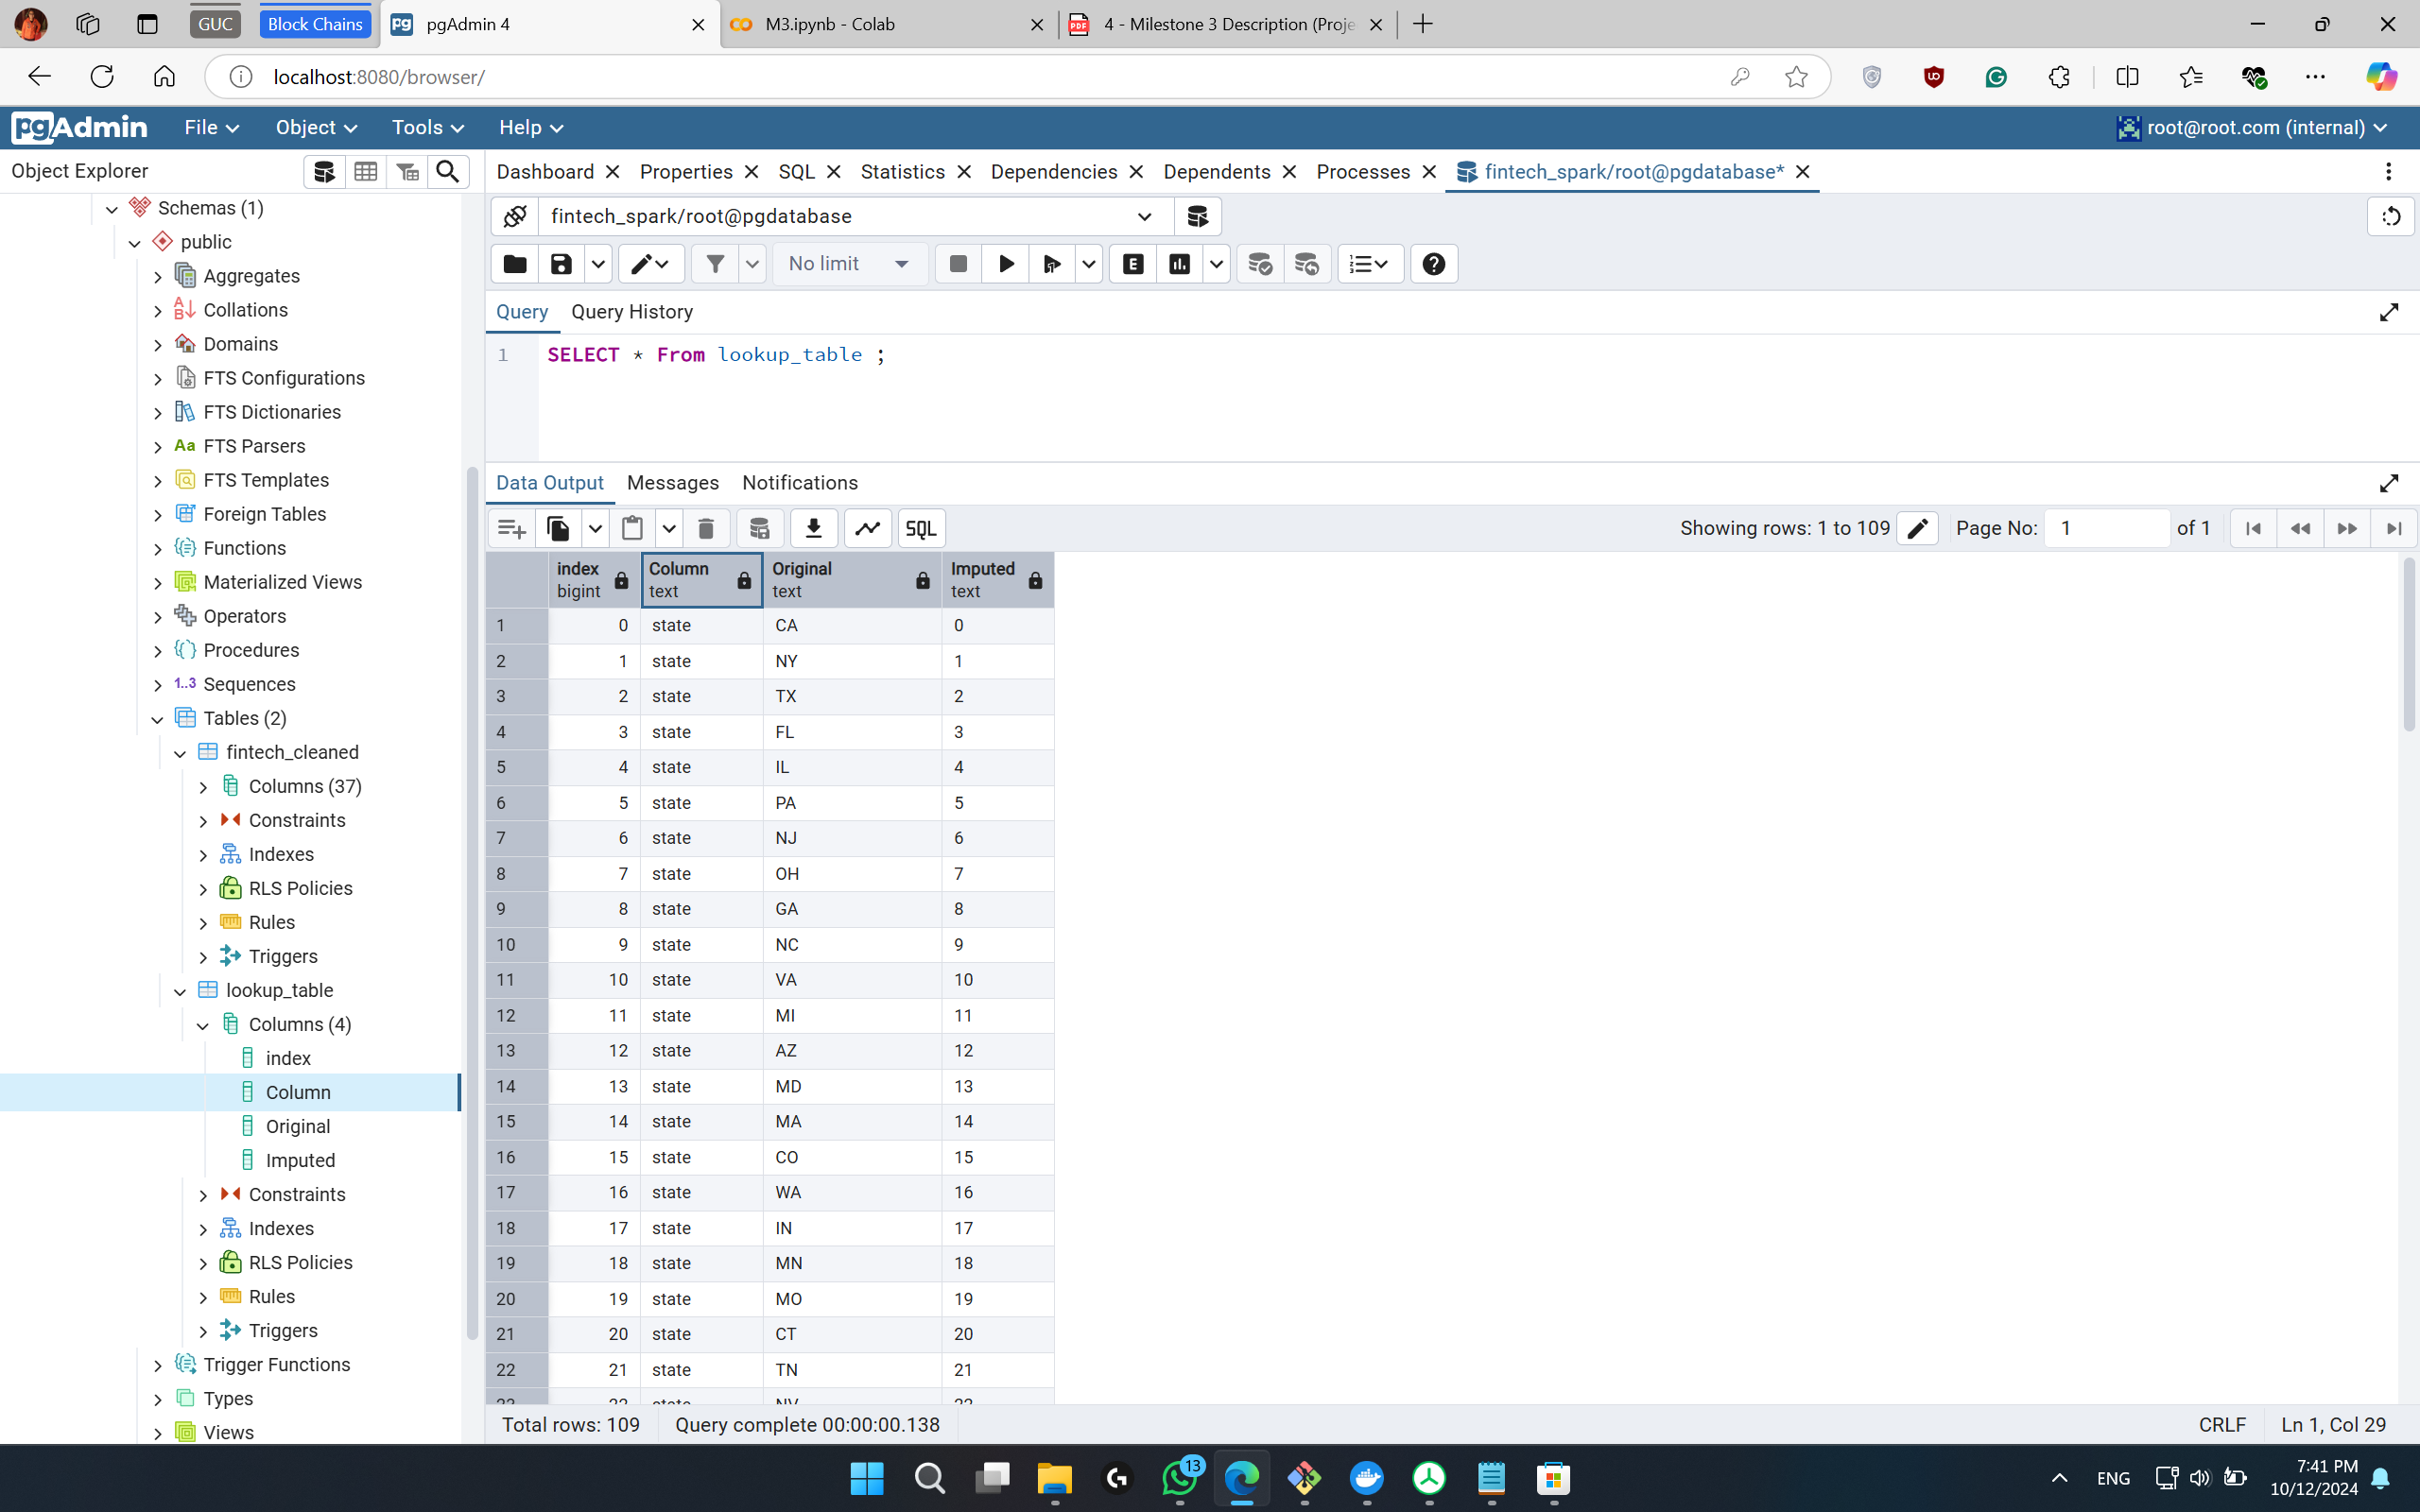 GUC
Block Chains
pgAdmin 4
M3.ipynb - Colab
4 - Milestone 3 Description (Proje
localhost:8080/browser/
pgAdmin
File
Object
Tools
Help
root@root.com (internal)
Object Explorer
Dashboard
Properties
SQL
Statistics
Dependencies
Dependents
Processes
fintech_spark/root@pgdatabase*
Schemas (1)
public
Aggregates
Collations
Domains
FTS Configurations
FTS Dictionaries
Aa FTS Parsers
FTS Templates
Foreign Tables
Functions
Materialized Views
Operators
Procedures
1..3 Sequences
Tables (2)
fintech_cleaned
Columns (37)
Constraints
Indexes
RLS Policies
Rules
Triggers
lookup_table
Columns (4)
index
Column
Original
Imputed
Constraints
Indexes
RLS Policies
Rules
Triggers
Trigger Functions
Types
Views
fintech_spark/root@pgdatabase
No limit
E
Query
Query History
1 SELECT * From lookup_table ;
Data Output
Messages
Notifications
SQL
Showing rows: 1 to 109
Page No: 1 of 1
index bigint
Column text
Original text
Imputed text
1 0 state CA 0
2 1 state NY 1
3 2 state TX 2
4 3 state FL 3
5 4 state IL 4
6 5 state PA 5
7 6 state NJ 6
8 7 state OH 7
9 8 state GA 8
10 9 state NC 9
11 10 state VA 10
12 11 state MI 11
13 12 state AZ 12
14 13 state MD 13
15 14 state MA 14
16 15 state CO 15
17 16 state WA 16
18 17 state IN 17
19 18 state MN 18
20 19 state MO 19
21 20 state CT 20
22 21 state TN 21
23 22 state NV 22
Total rows: 109
Query complete 00:00:00.138
CRLF
Ln 1, Col 29
13
ENG
7:41 PM
10/12/2024